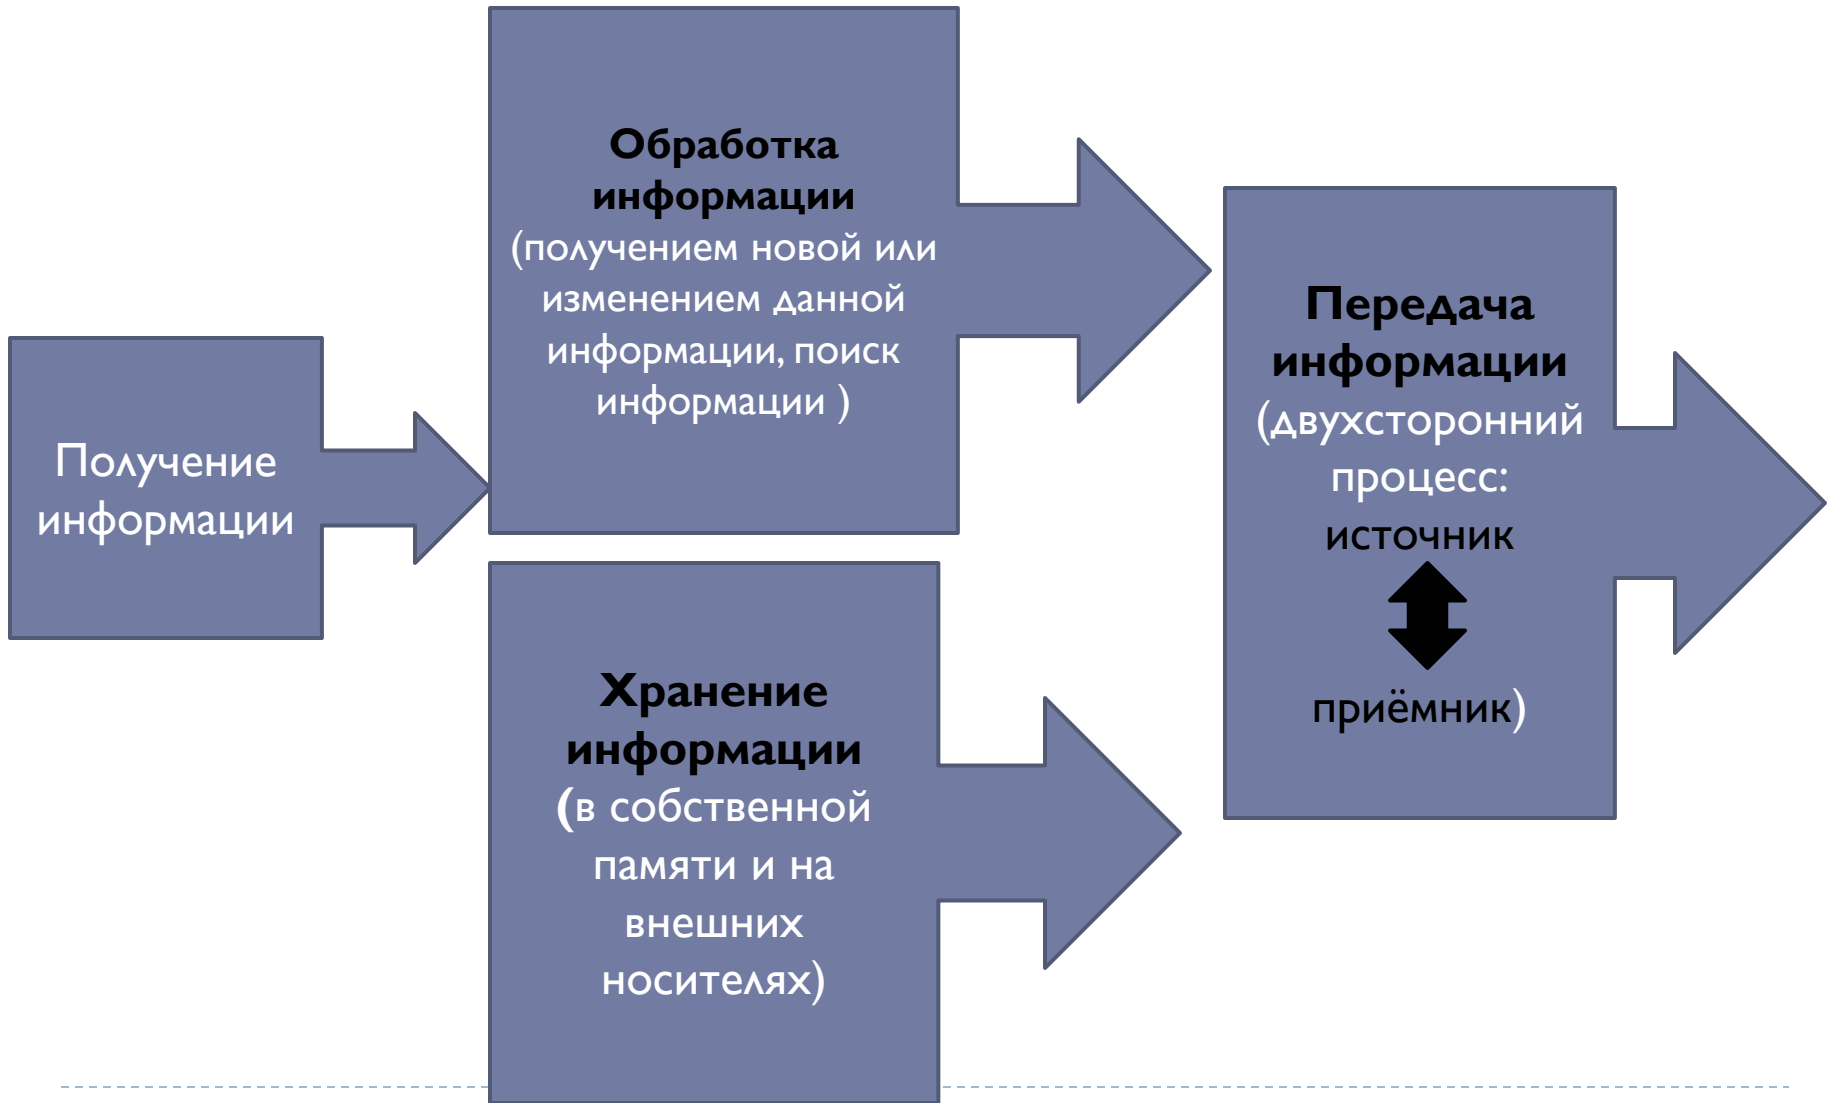 Получение
информации
Обработка
информации
(получением новой или
изменением данной
информации, поиск
информации )
Хранение
информации
(в собственной
памяти и на
внешних
носителях)
Передача
информации
(двухсторонний
процесс:
источник
приёмник)